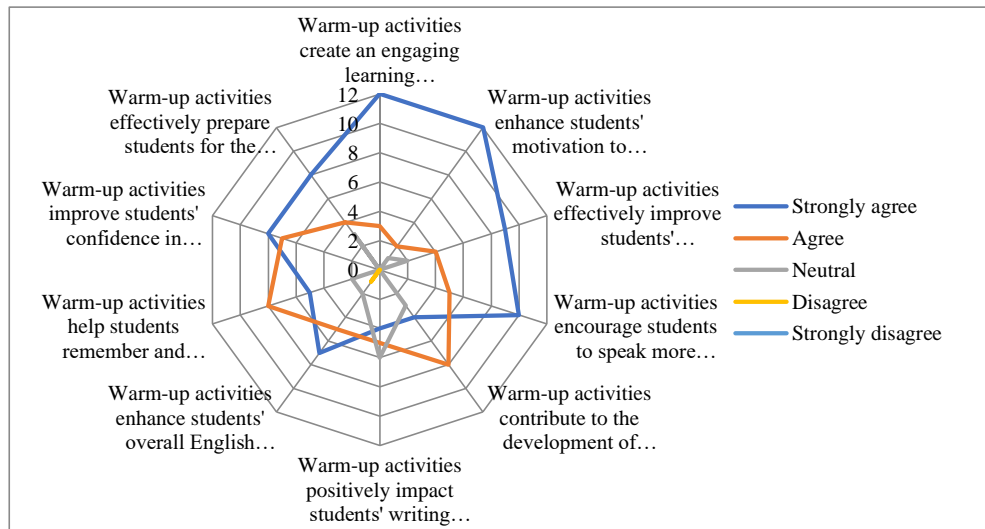 Warm-up activities
create an engaging
learning…
Warm-up activities
enhance students'
motivation to…
Warm-up activities
effectively improve
students'…
Warm-up activities
encourage students
to speak more…
Warm-up activities
contribute to the
development of…
Warm-up activities
positively impact
students' writing…
Warm-up activities
enhance students'
overall English…
Warm-up activities
help students
remember and…
Warm-up activities
improve students'
confidence in…
Warm-up activities
effectively prepare
students for the…
12
10
8
6
4
2
0
Strongly agree
Agree
Neutral
Disagree
Strongly disagree